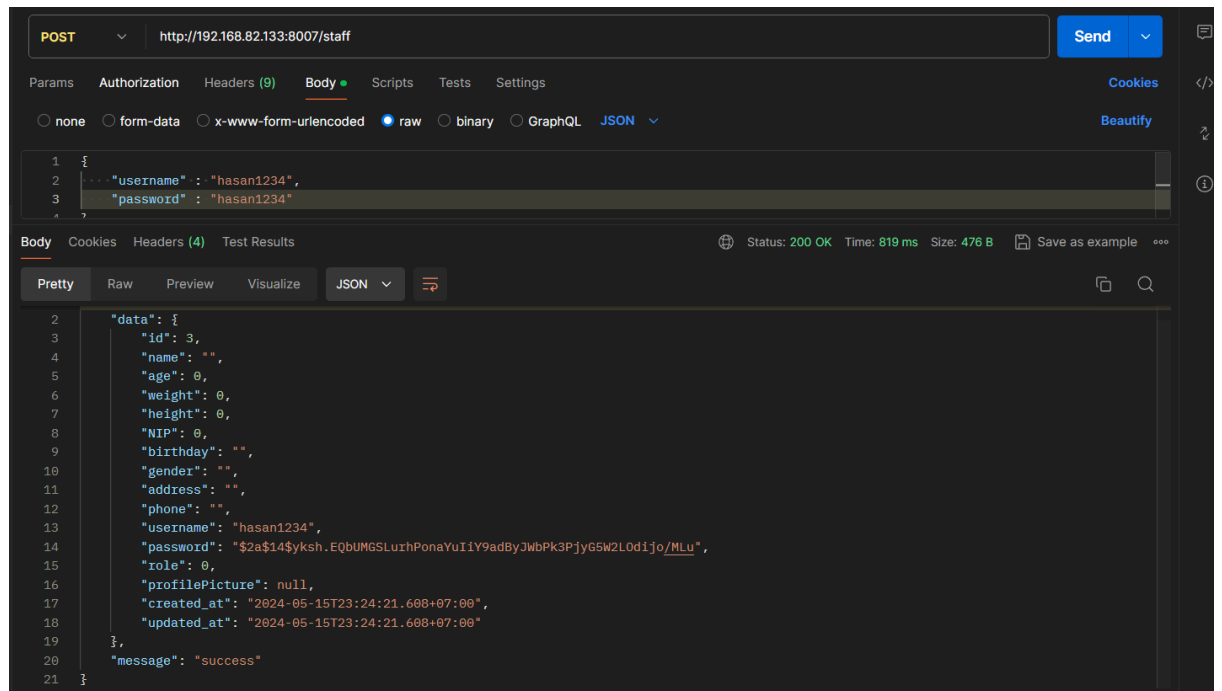 POST http://192.168.82.133:8007/staff Send
Params Authorization Headers (9) Body Scripts Tests Settings Cookies
none form-data x-www-form-urlencoded raw binary GraphQL JSON Beautify
1 {
2 "username" : "hasan1234",
3 "password" : "hasan1234"
Body Cookies Headers (4) Test Results Status: 200 OK Time: 819 ms Size: 476 B Save as example
Pretty Raw Preview Visualize JSON
2 "data": {
3 "id": 3,
4 "name": "",
5 "age": 0,
6 "weight": 0,
7 "height": 0,
8 "NIP": 0,
9 "birthday": "",
10 "gender": "",
11 "address": "",
12 "phone": "",
13 "username": "hasan1234",
14 "password": "$2a$14$yksh.EQbUMGSLurhPonaYuIiY9adByJWbPk3PjyG5W2LOdijo/MLu",
15 "role": 0,
16 "profilePicture": null,
17 "created_at": "2024-05-15T23:24:21.608+07:00",
18 "updated_at": "2024-05-15T23:24:21.608+07:00"
19 },
20 "message": "success"
21 }